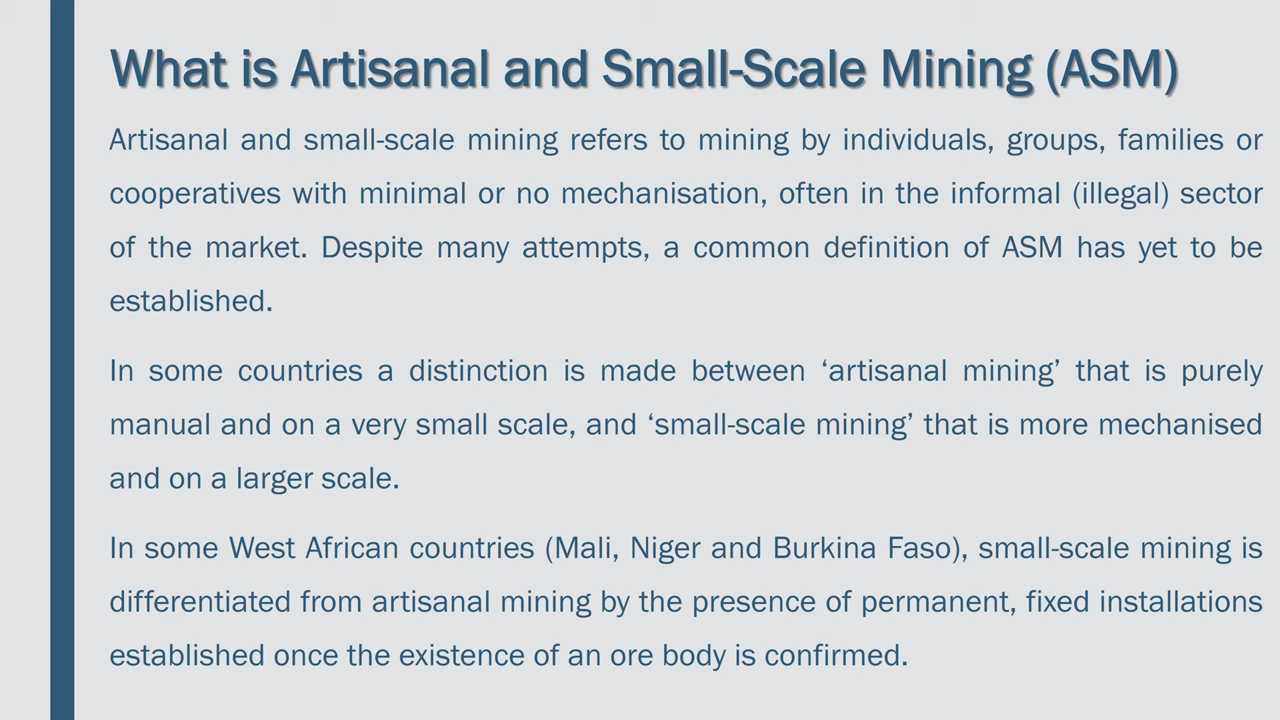 What is Artisanal and Small-Scale Mining (ASM)
Artisanal and small-scale mining refers to mining by individuals, groups, families or
cooperatives with minimal or no mechanisation, often in the informal (illegal) sector
of the market. Despite many attempts, a common definition of ASM has yet to be
established.
In some countries a distinction is made between ‘artisanal mining’ that is purely
manual and on a very small scale, and ‘small-scale mining’ that is more mechanised
and on a larger scale.
In some West African countries (Mali, Niger and Burkina Faso), small-scale mining is
differentiated from artisanal mining by the presence of permanent, fixed installations
established once the existence of an ore body is confirmed.